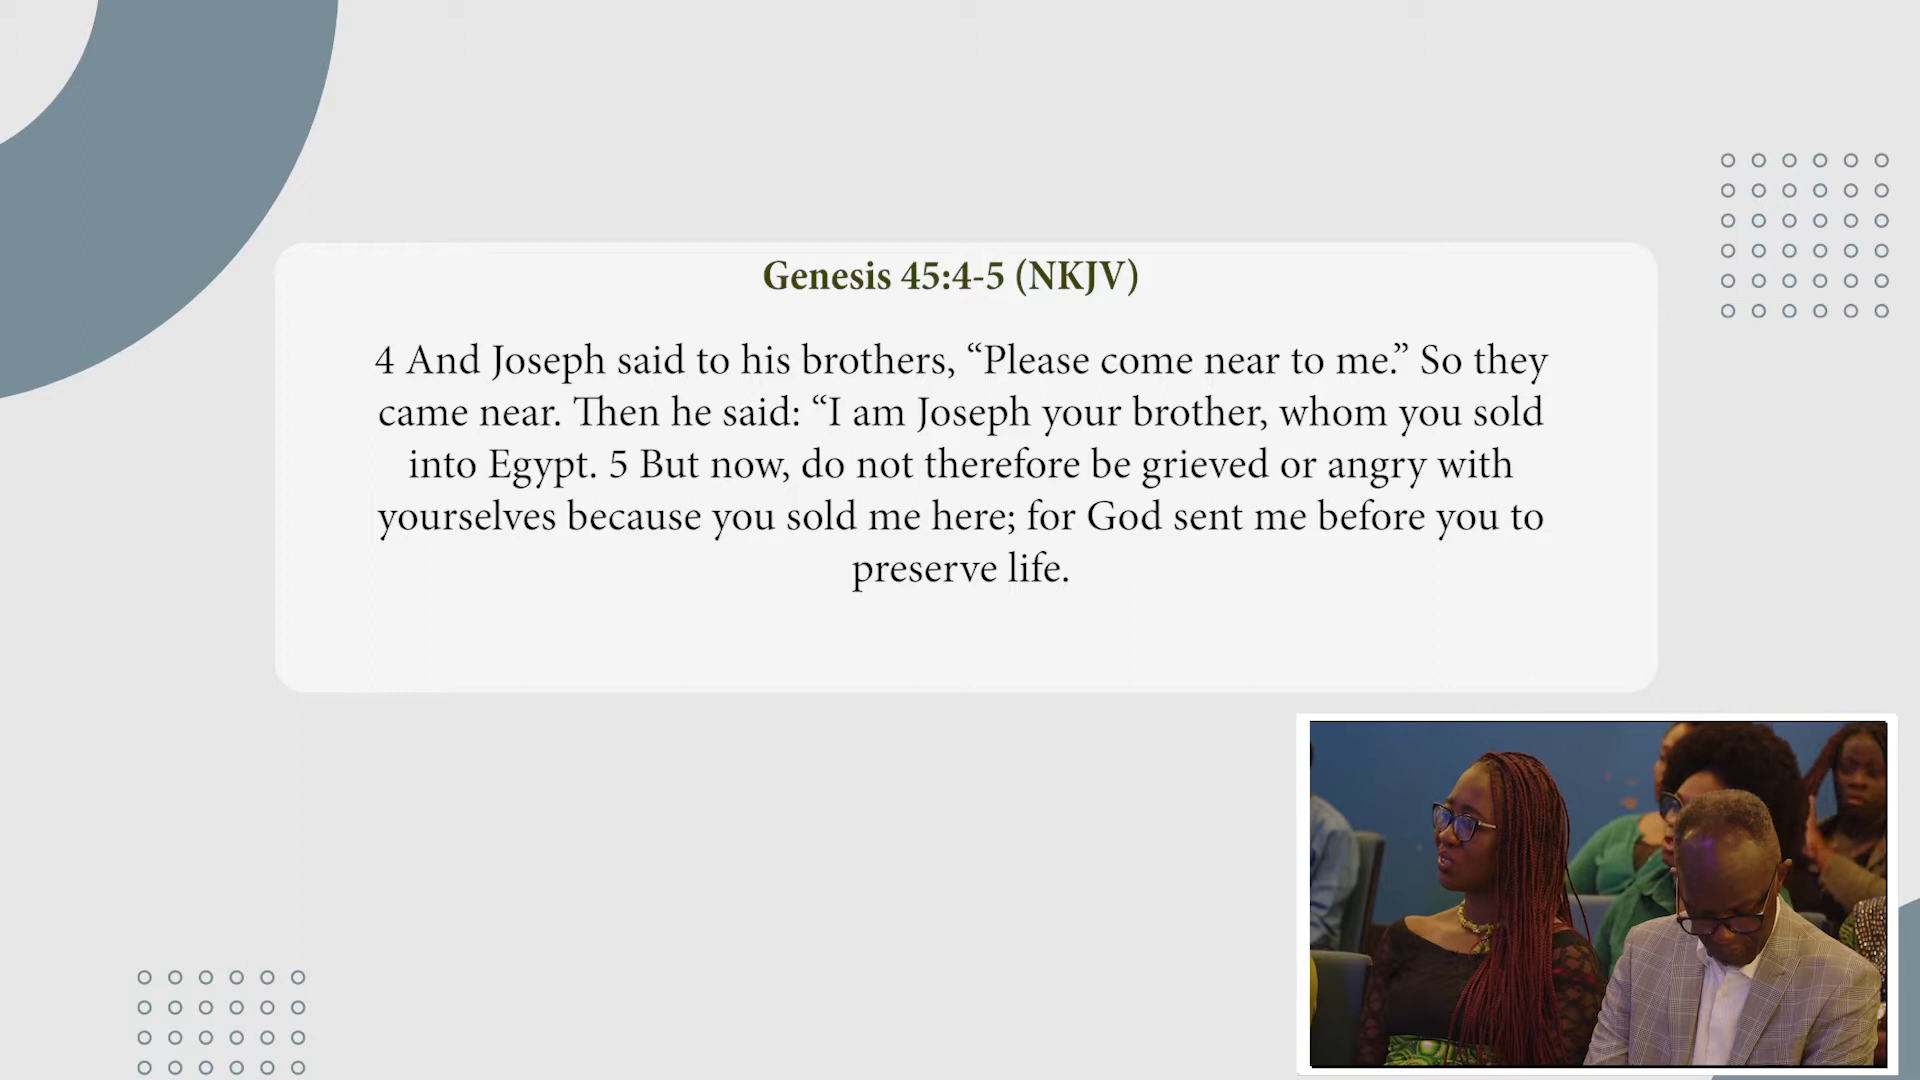 Genesis 45:4-5 (NKJV)
4 And Joseph said to his brothers, “Please come near to me.” So they
came near. Then he said: “I am Joseph your brother, whom you sold
into Egypt. 5 But now, do not therefore be grieved or angry with
yourselves because you sold me here; for God sent me before you to
preserve life.